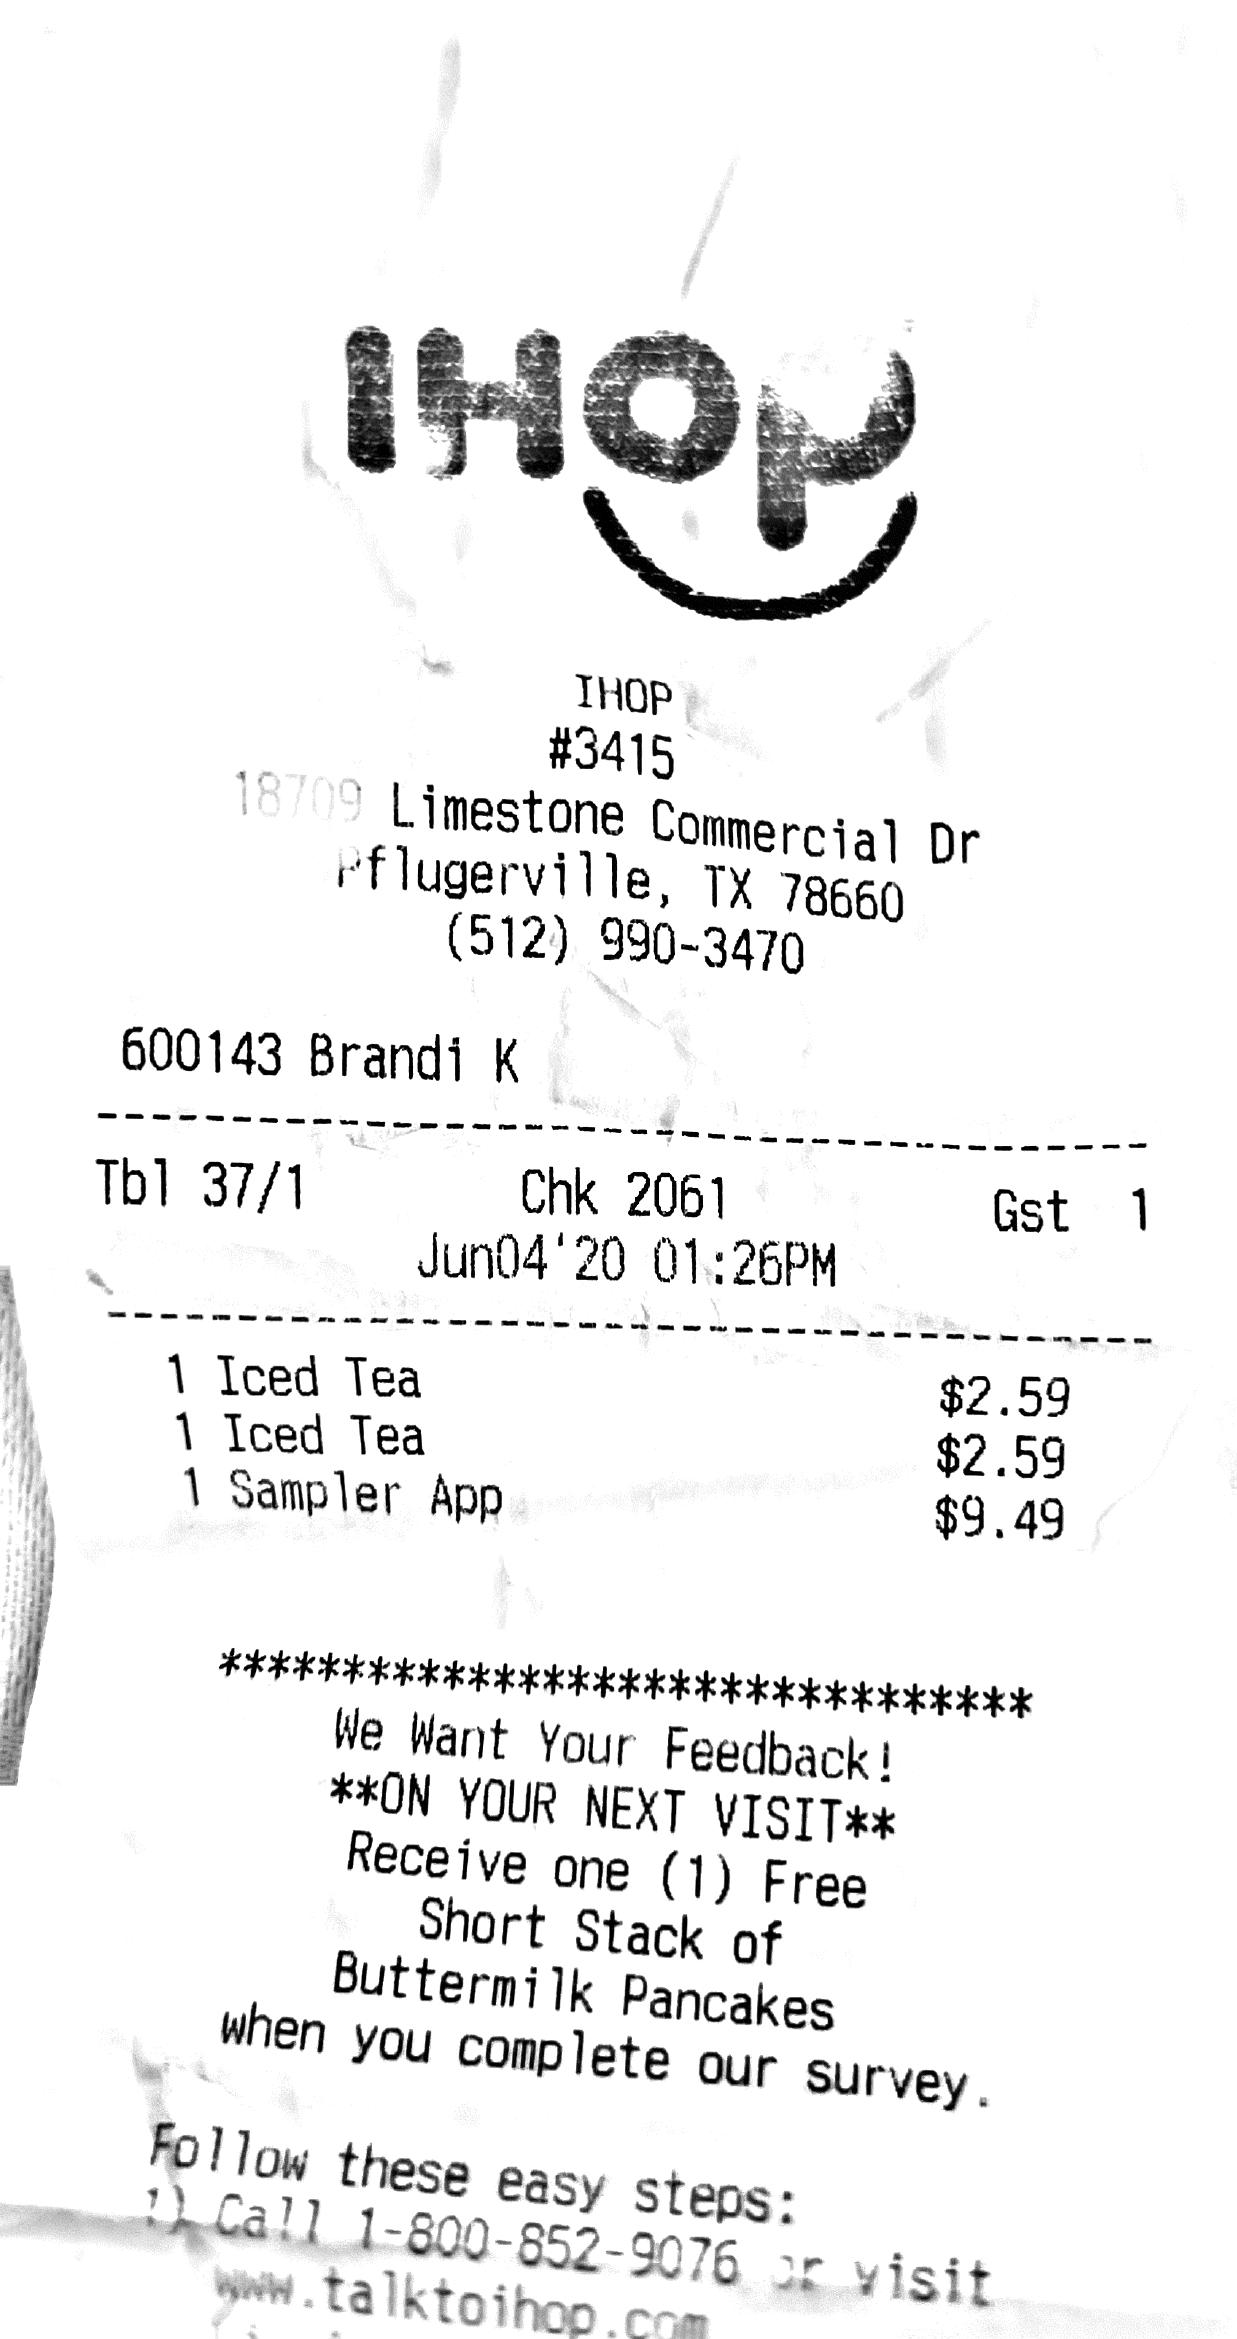 IHOP
IHOP
#3415
18709 Limestone Commercial Dr
Pflugerville, TX 78660
(512) 990-3470
600143 Brandi K
--------------------------------------
Tbl 37/1 Chk 2061 Gst 1
Jun04'20 01:26PM
--------------------------------------
1 Iced Tea $2.59
1 Iced Tea $2.59
1 Sampler App $9.49
********************************
We Want Your Feedback!
**ON YOUR NEXT VISIT**
Receive one (1) Free
Short Stack of
Buttermilk Pancakes
when you complete our survey.
Follow these easy steps:
1) Call 1-800-852-9076 or visit
www.talktoihop.com